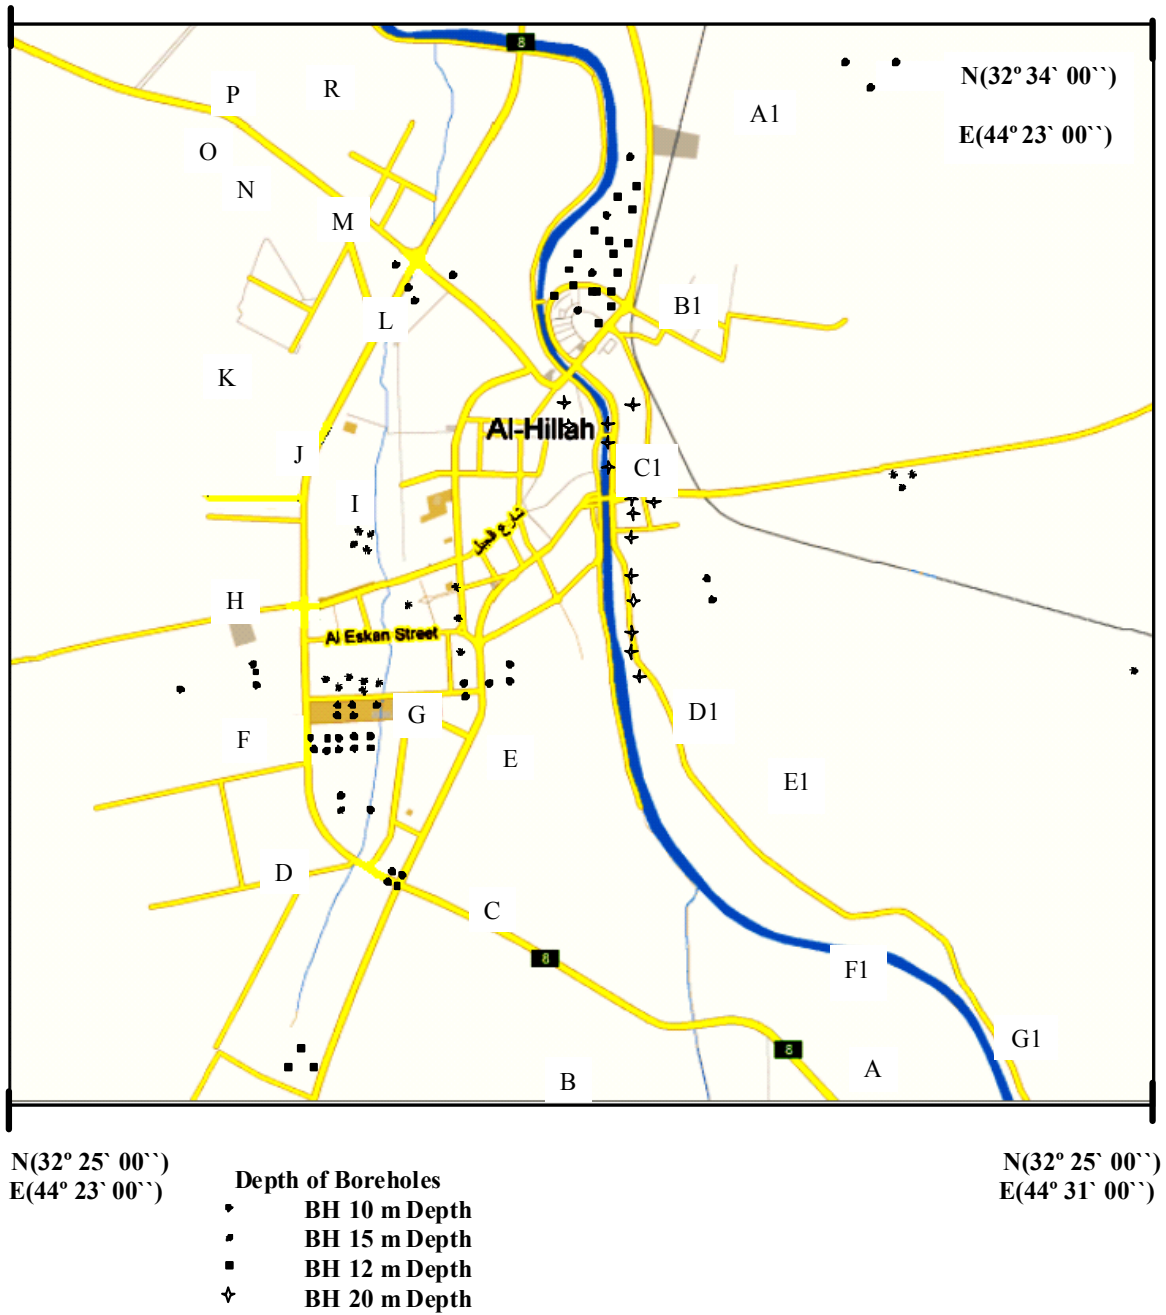 8
N(32º 34` 00``)
R
P
A1
E(44º 23` 00``)
O
N
M
B1
L
K
Al-Hillah
J
C1
I
شارع الجبل
H
Al Eskan Street
D1
G
F
E
E1
D
C
8
F1
G1
8
A
B
N(32º 25` 00``)
E(44º 23` 00``)
N(32º 25` 00``)
E(44º 31` 00``)
Depth of Boreholes
BH 10 m Depth
BH 15 m Depth
BH 12 m Depth
BH 20 m Depth